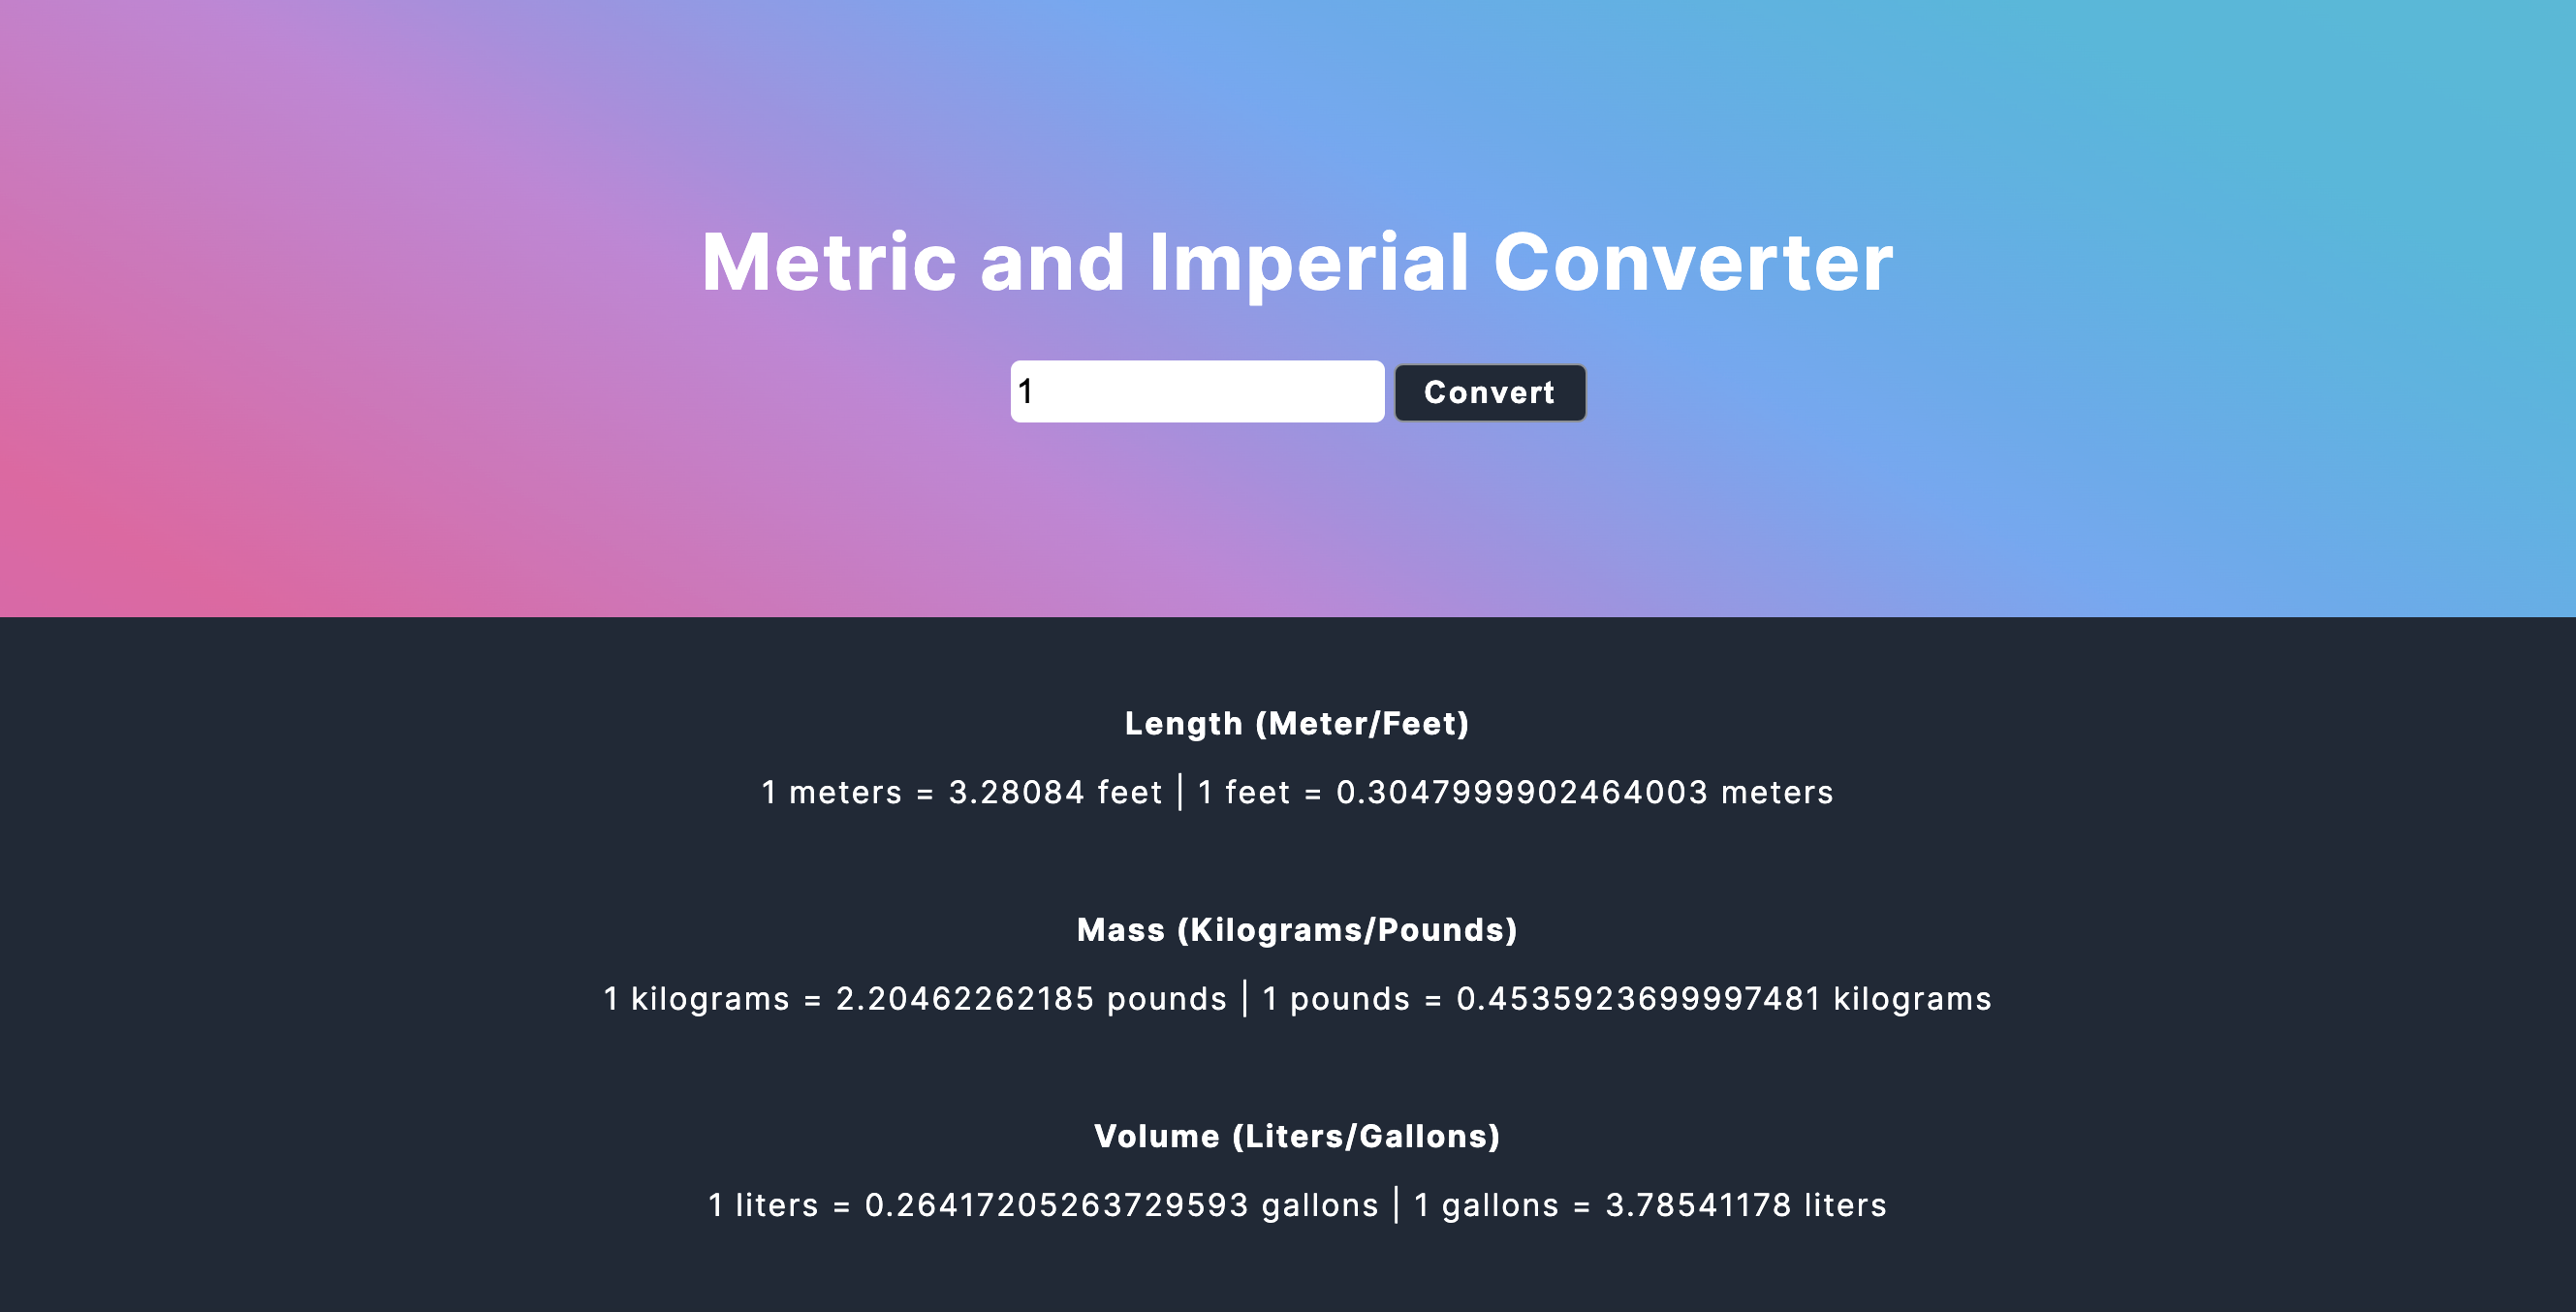 Metric and Imperial Converter
1
Convert
Length (Meter/Feet)
1 meters = 3.28084 feet | 1 feet = 0.3047999902464003 meters
Mass (Kilograms/Pounds)
1 kilograms = 2.20462262185 pounds | 1 pounds = 0.4535923699997481 kilograms
Volume (Liters/Gallons)
1 liters = 0.26417205263729593 gallons | 1 gallons = 3.78541178 liters